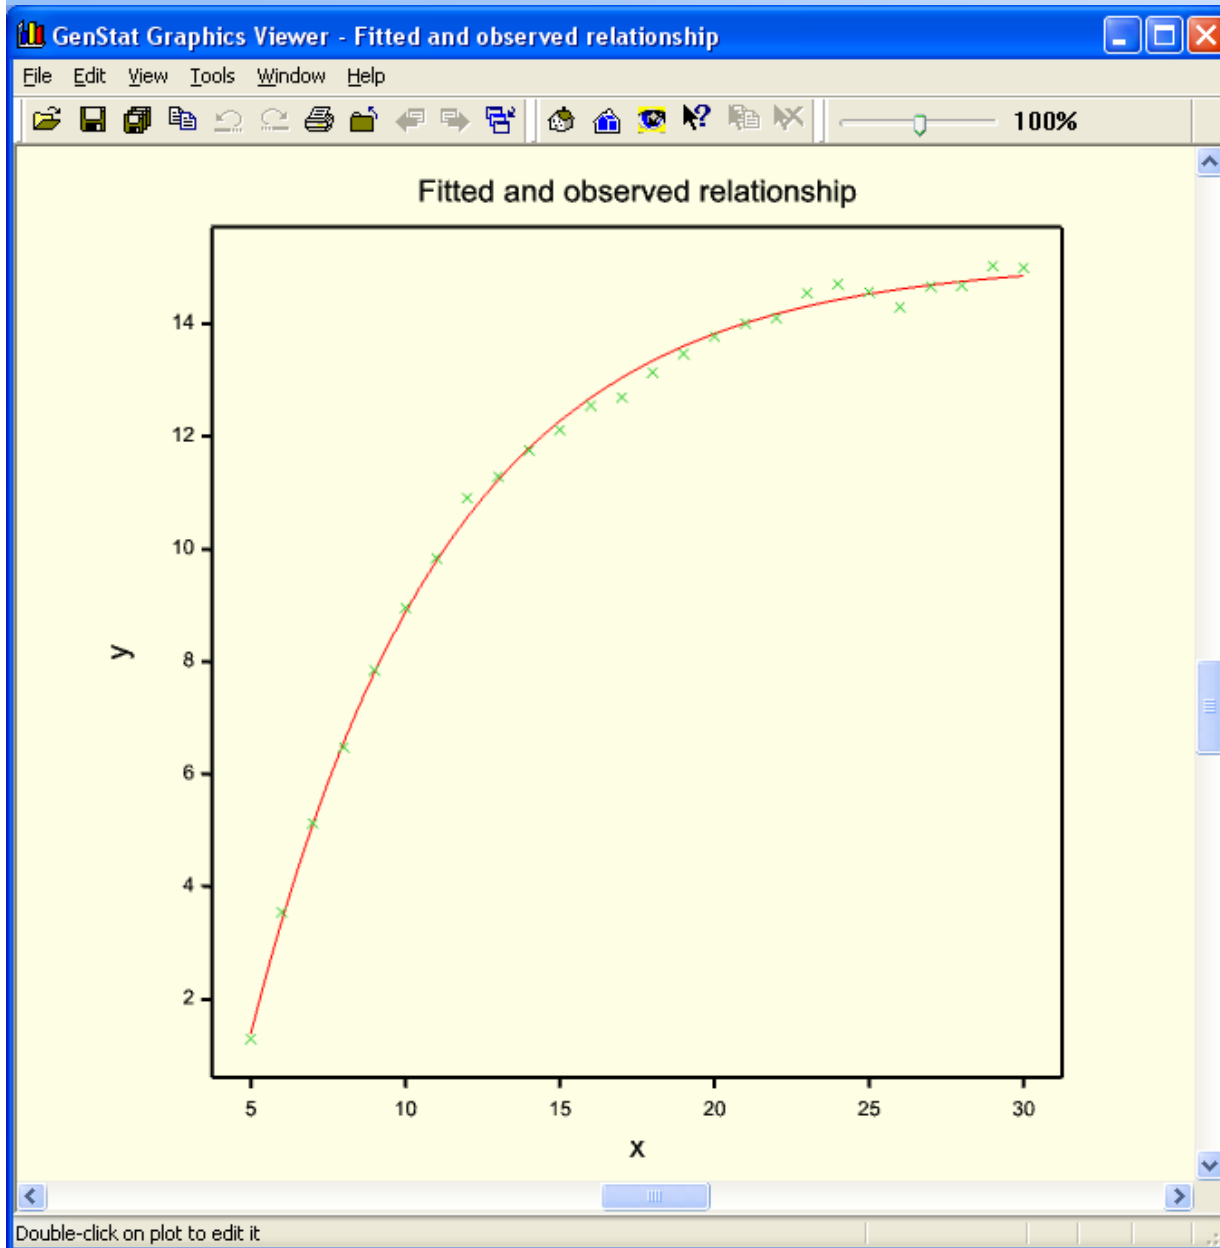 GenStat Graphics Viewer - Fitted and observed relationship
File Edit View Tools Window Help
100%
Fitted and observed relationship
14
12
10
8
y
6
4
2
5 10 15 20 25 30
x
Double-click on plot to edit it